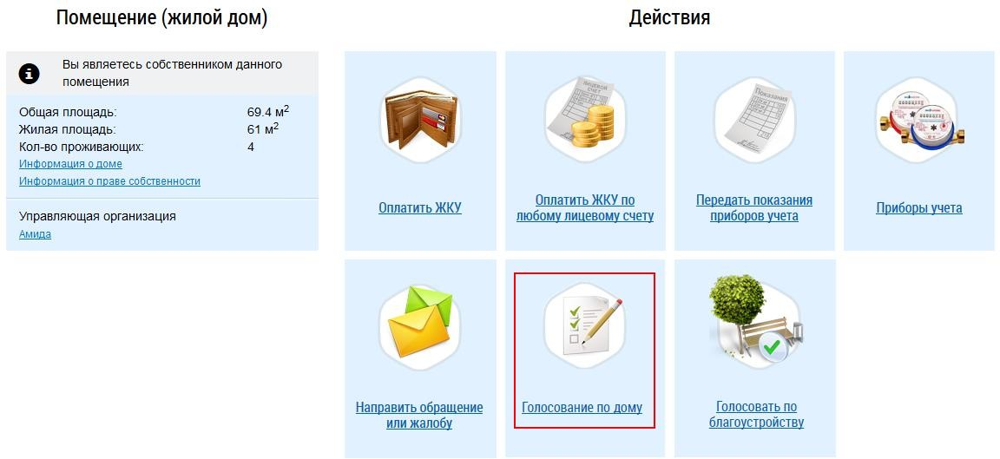 Помещение (жилой дом)
Вы являетесь собственником данного
помещения
Общая площадь: 69.4 м2
Жилая площадь: 61 м2
Кол-во проживающих: 4
Информация о доме
Информация о праве собственности
Управляющая организация
Амида
Действия
Оплатить ЖКУ
ЛИЦЕВОЙ
СЧЕТ
Оплатить ЖКУ по
любому лицевому счету
Показания
Передать показания
приборов учета
Приборы учета
Направить обращение
или жалобу
Голосование по дому
Голосовать по
благоустройству